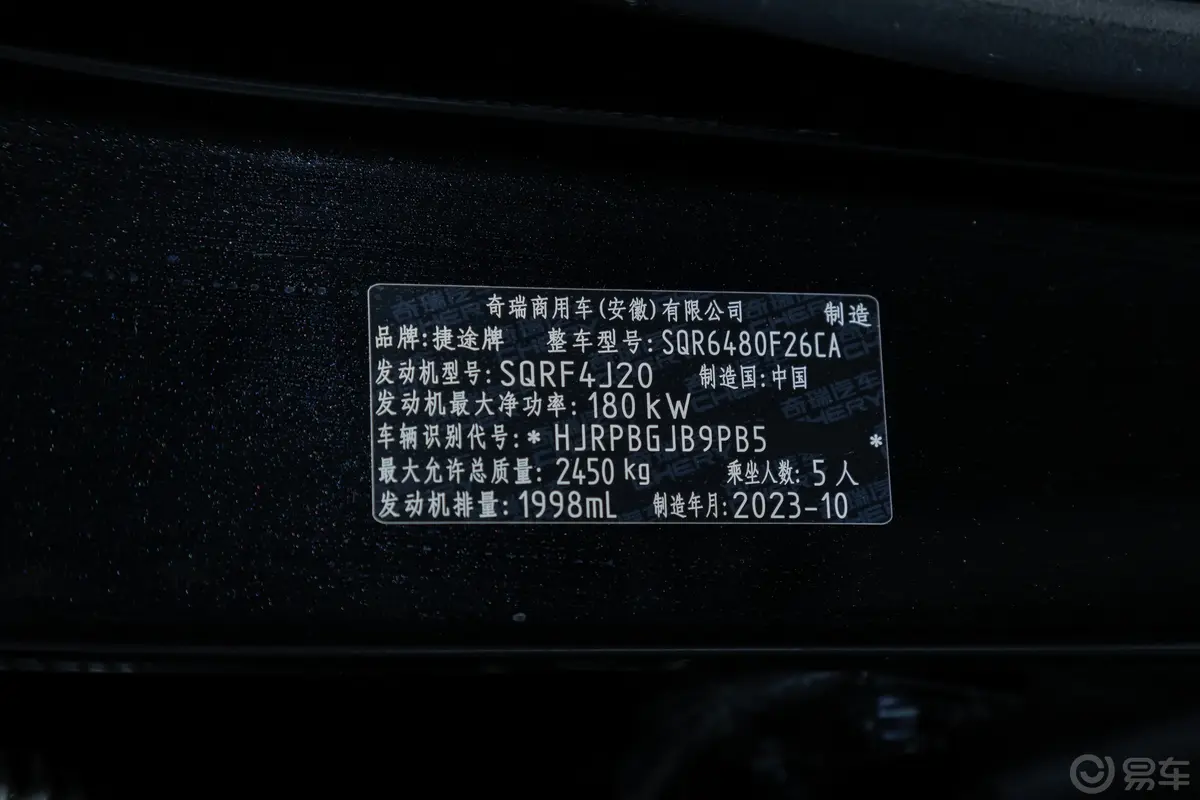 奇瑞商用车(安徽)有限公司 制造
品牌:捷途牌 整车型号:SQR6480F26CA
发动机型号:SQRF4J20 制造国:中国
发动机最大净功率:180kW
车辆识别代号:*HJRPBGJB9PB5 *
最大允许总质量:2450kg 乘坐人数:5人
发动机排量:1998mL 制造年月:2023-10
易车